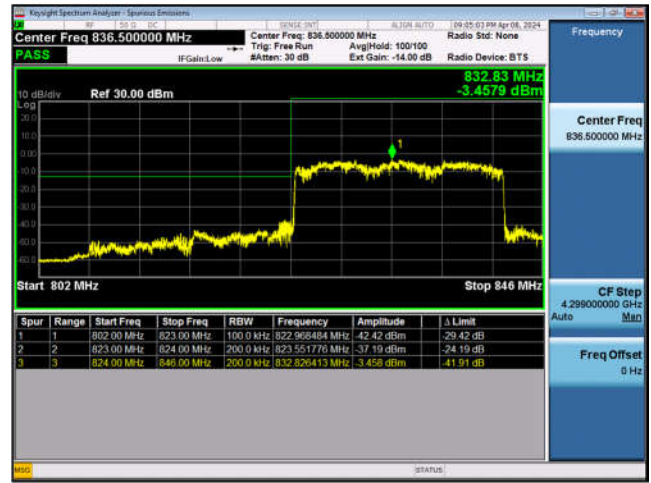 Keysight Spectrum Analyzer - Spurious Emissions
RF 50 Ω DC SENSE:INT ALIGN AUTO 09:05:03 PM Apr 08, 2024
Center Freq 836.500000 MHz
Center Freq: 836.500000 MHz Radio Std: None
Trig: Free Run Avg|Hold: 100/100
PASS IFGain:Low #Atten: 30 dB Ext Gain: -14.00 dB Radio Device: BTS
832.83 MHz
-3.4579 dBm
10 dB/div Ref 30.00 dBm
Log
20.0
10.0
0.00
-10.0
-20.0
-30.0
-40.0
-50.0
-60.0
1
Start 802 MHz Stop 846 MHz
Spur Range Start Freq Stop Freq RBW Frequency Amplitude Δ Limit
1 1 802.00 MHz 823.00 MHz 100.0 kHz 822.968484 MHz -42.42 dBm -29.42 dB
2 2 823.00 MHz 824.00 MHz 200.0 kHz 823.551776 MHz -37.19 dBm -24.19 dB
3 3 824.00 MHz 846.00 MHz 200.0 kHz 832.826413 MHz -3.458 dBm -41.91 dB
MSG STATUS
Frequency
Center Freq
836.500000 MHz
CF Step
4.299000000 GHz
Auto Man
Freq Offset
0 Hz